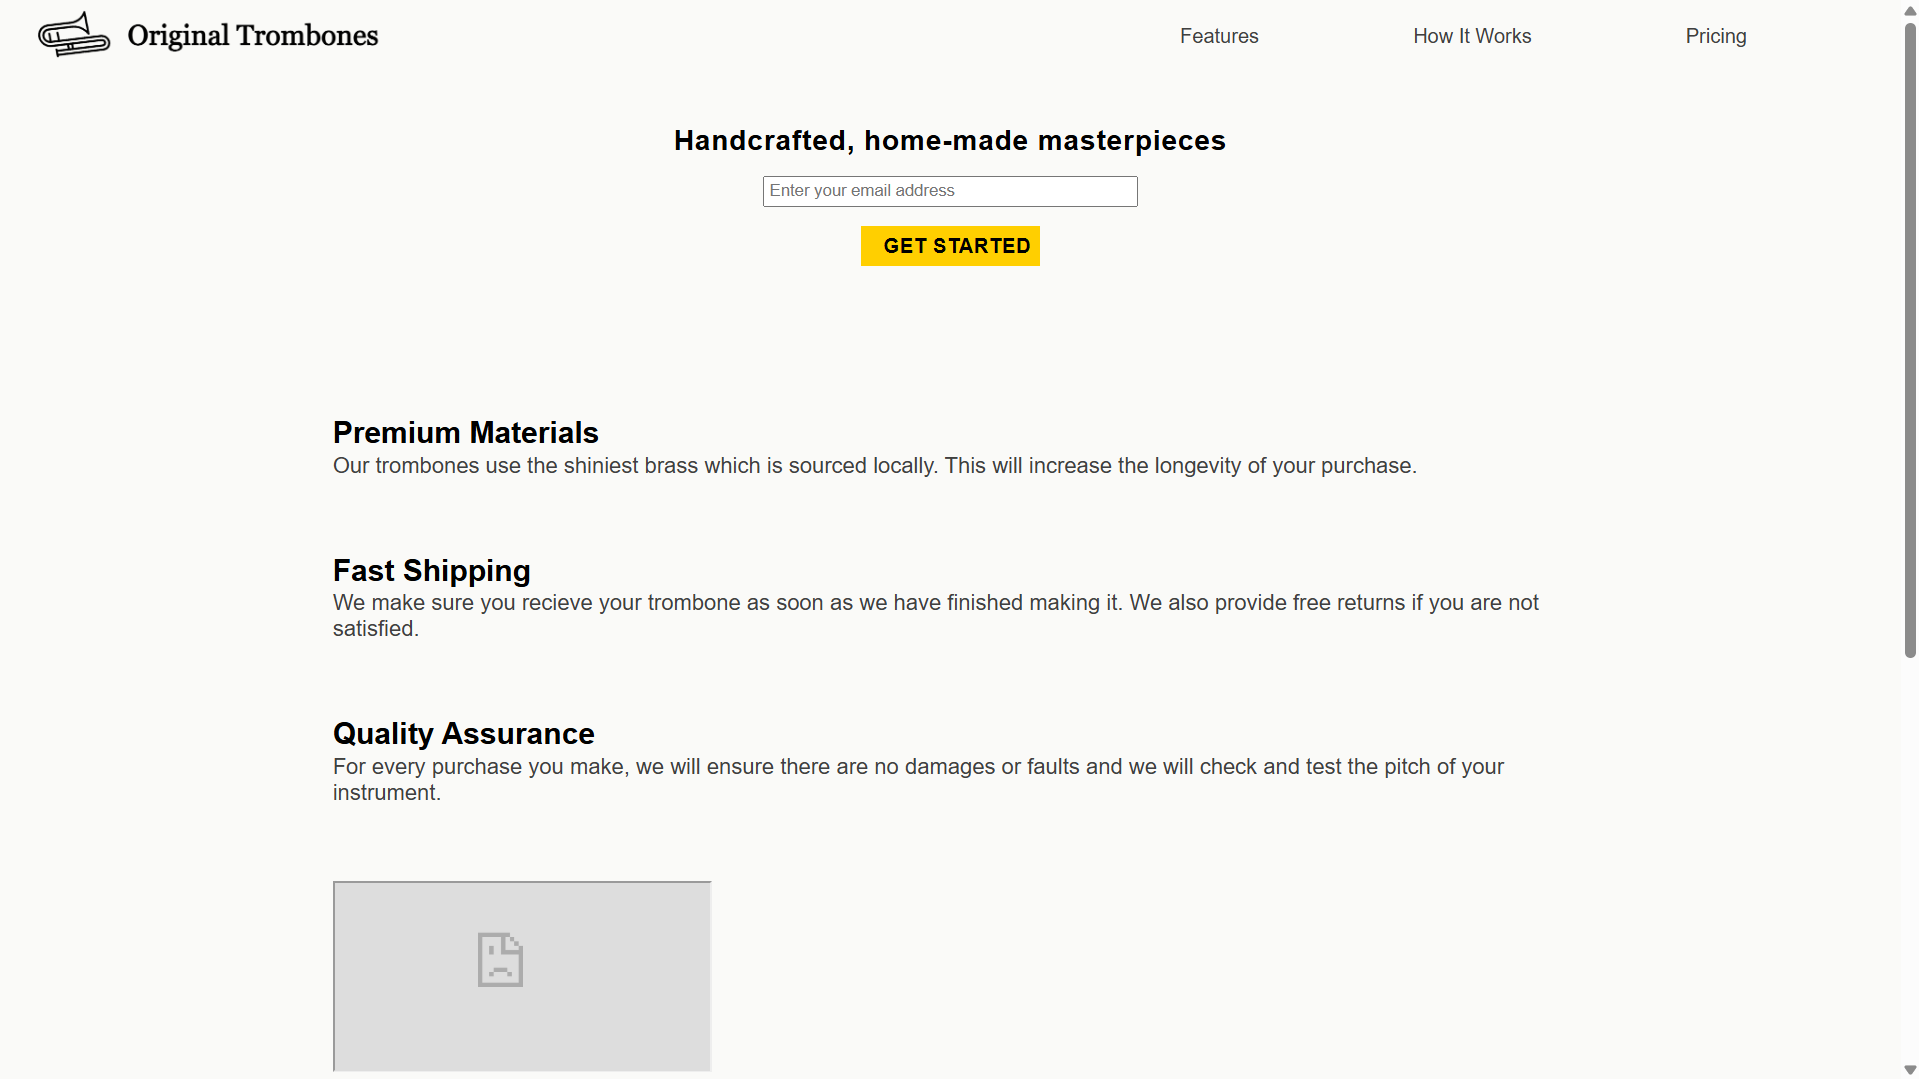 Original Trombones
Features
How It Works
Pricing
Handcrafted, home-made masterpieces
Enter your email address
GET STARTED
Premium Materials
Our trombones use the shiniest brass which is sourced locally. This will increase the longevity of your purchase.
Fast Shipping
We make sure you recieve your trombone as soon as we have finished making it. We also provide free returns if you are not
satisfied.
Quality Assurance
For every purchase you make, we will ensure there are no damages or faults and we will check and test the pitch of your
instrument.